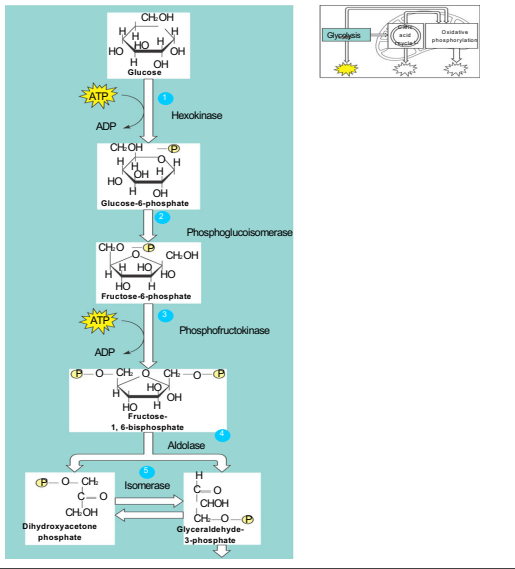 CH₂OH
H H
H
HO HO OH
H OH
Glucose
ATP
1
Hexokinase
ADP
CH₂OH P
H O H
H
OH H
HO
H OH
Glucose-6-phosphate
2
Phosphoglucoisomerase
CH₂O P
O CH₂OH
H HO
H HO
HO H
Fructose-6-phosphate
ATP
3
Phosphofructokinase
ADP
P O CH₂ O CH₂ O P
HO
H OH
HO H
Fructose-
1, 6-bisphosphate
4
Aldolase
5
Isomerase
P O CH₂
C O
CH₂OH
Dihydroxyacetone
phosphate
H
C O
CHOH
CH₂ O P
Glyceraldehyde-
3-phosphate
Glycolysis
Citric
acid
cycle
Oxidative
phosphorylation